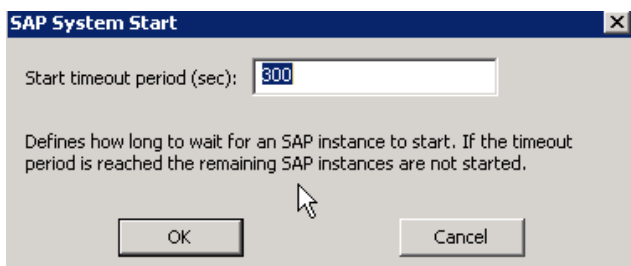 SAP System Start
Start timeout period (sec): 300
Defines how long to wait for an SAP instance to start. If the timeout
period is reached the remaining SAP instances are not started.
OK Cancel